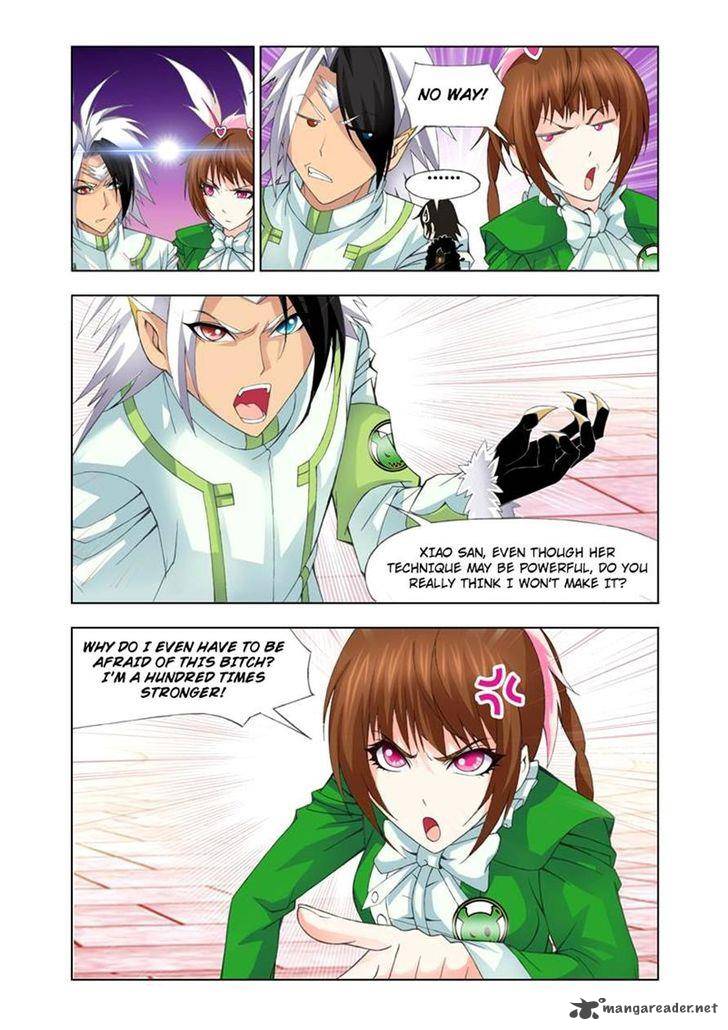 NO WAY!
......
XIAO SAN, EVEN THOUGH HER
TECHNIQUE MAY BE POWERFUL, DO YOU
REALLY THINK I WON'T MAKE IT?
WHY DO I EVEN HAVE TO BE
AFRAID OF THIS BITCH?
I'M A HUNDRED TIMES
STRONGER!
mangareader.net